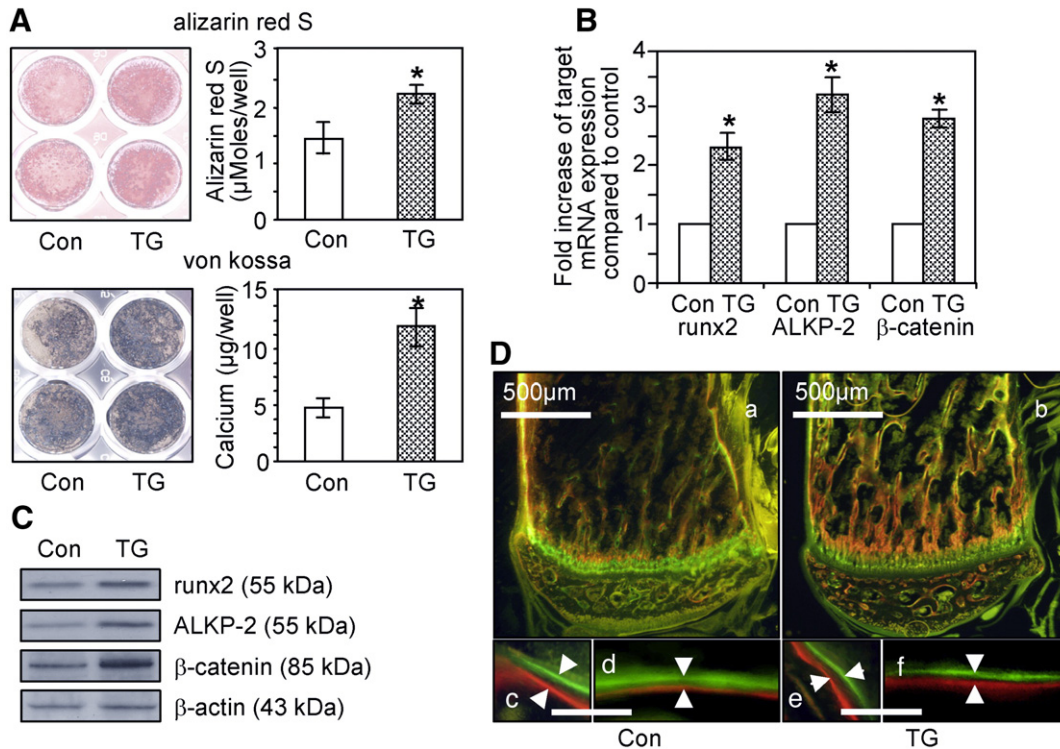 A
alizarin red S
Alizarin red S
(µMoles/well)
3
2
1
0
*
Con TG
Con TG
von kossa
Calcium (µg/well)
15
10
5
0
*
Con TG
Con TG
B
Fold increase of target
mRNA expression
compared to control
4
3
2
1
0
* * *
Con TG Con TG Con TG
runx2 ALKP-2 β-catenin
C
Con TG
runx2 (55 kDa)
ALKP-2 (55 kDa)
β-catenin (85 kDa)
β-actin (43 kDa)
D
500µm a
500µm b
c d e f
Con TG